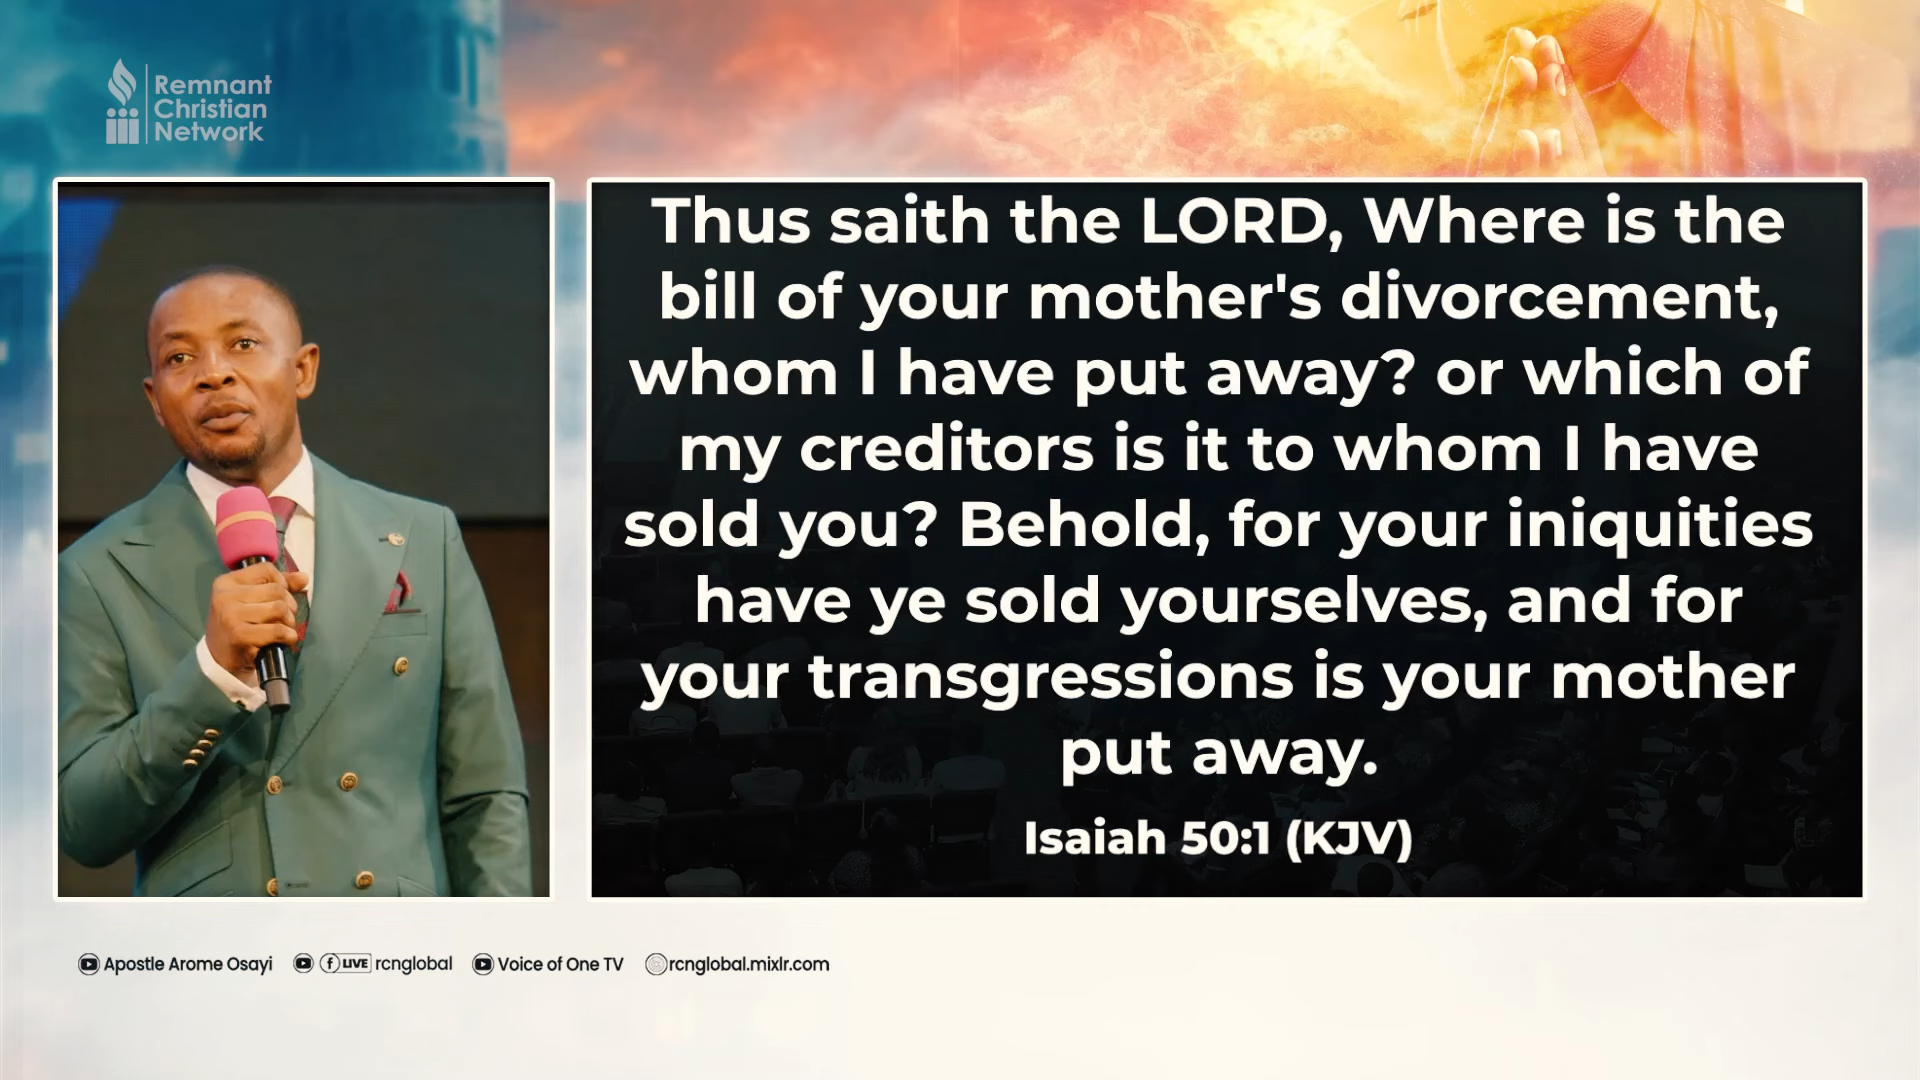 Remnant
Christian
Network
Thus saith the LORD, Where is the
bill of your mother's divorcement,
whom I have put away? or which of
my creditors is it to whom I have
sold you? Behold, for your iniquities
have ye sold yourselves, and for
your transgressions is your mother
put away.
Isaiah 50:1 (KJV)
Apostle Arome Osayi LIVE rcnglobal Voice of One TV rcnglobal.mixlr.com